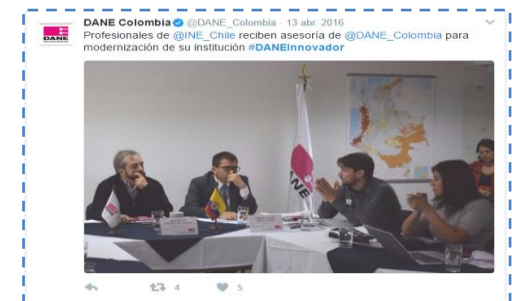 DANE Colombia @DANE_Colombia · 13 abr. 2016
DANE
Profesionales de @INE_Chile reciben asesoría de @DANE_Colombia para
modernización de su institución #DANEInnovador
DANE
4 5